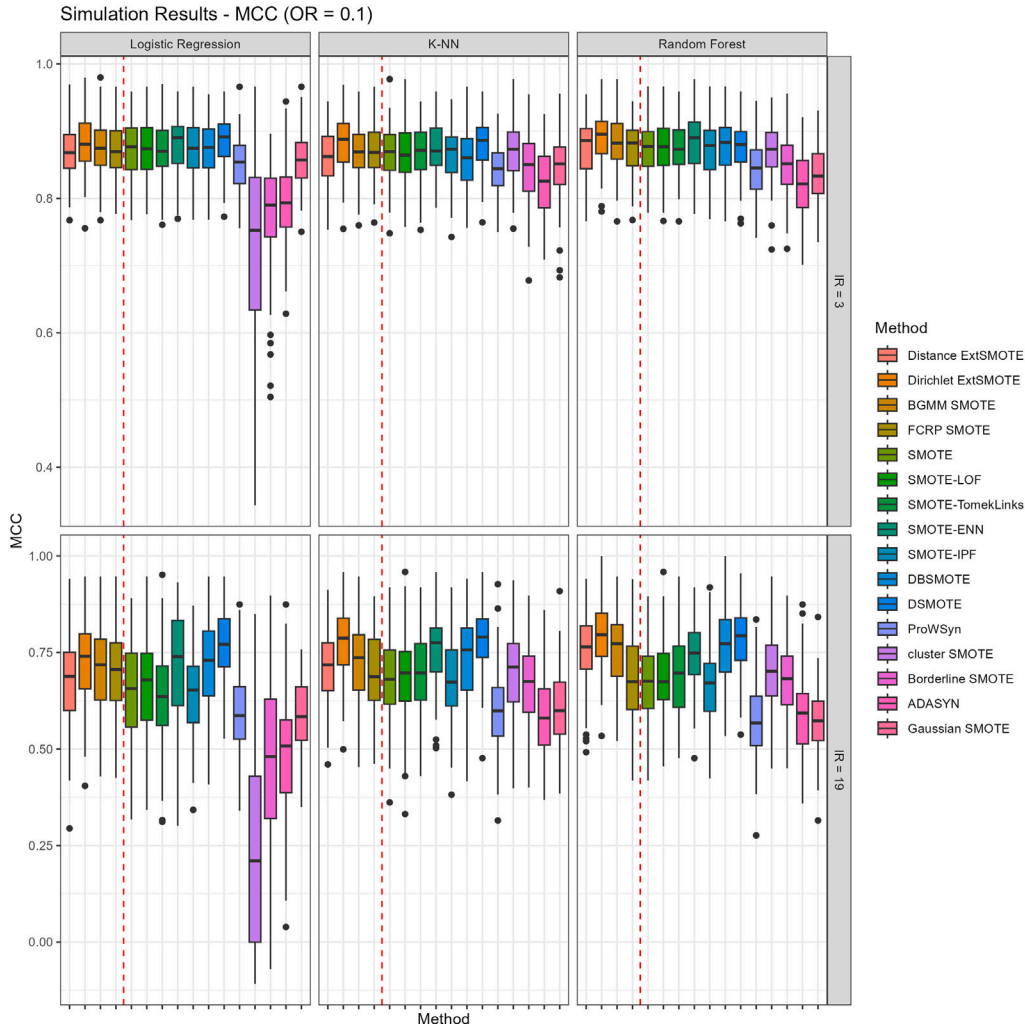 Simulation Results - MCC (OR = 0.1)
Logistic Regression
K-NN
Random Forest
1.0
0.8
0.6
0.4
IR = 3
MCC
1.00
0.75
0.50
0.25
0.00
IR = 19
Method
Method
Distance ExtSMOTE
Dirichlet ExtSMOTE
BGMM SMOTE
FCRP SMOTE
SMOTE
SMOTE-LOF
SMOTE-TomekLinks
SMOTE-ENN
SMOTE-IPF
DBSMOTE
DSMOTE
ProWSyn
cluster SMOTE
Borderline SMOTE
ADASYN
Gaussian SMOTE